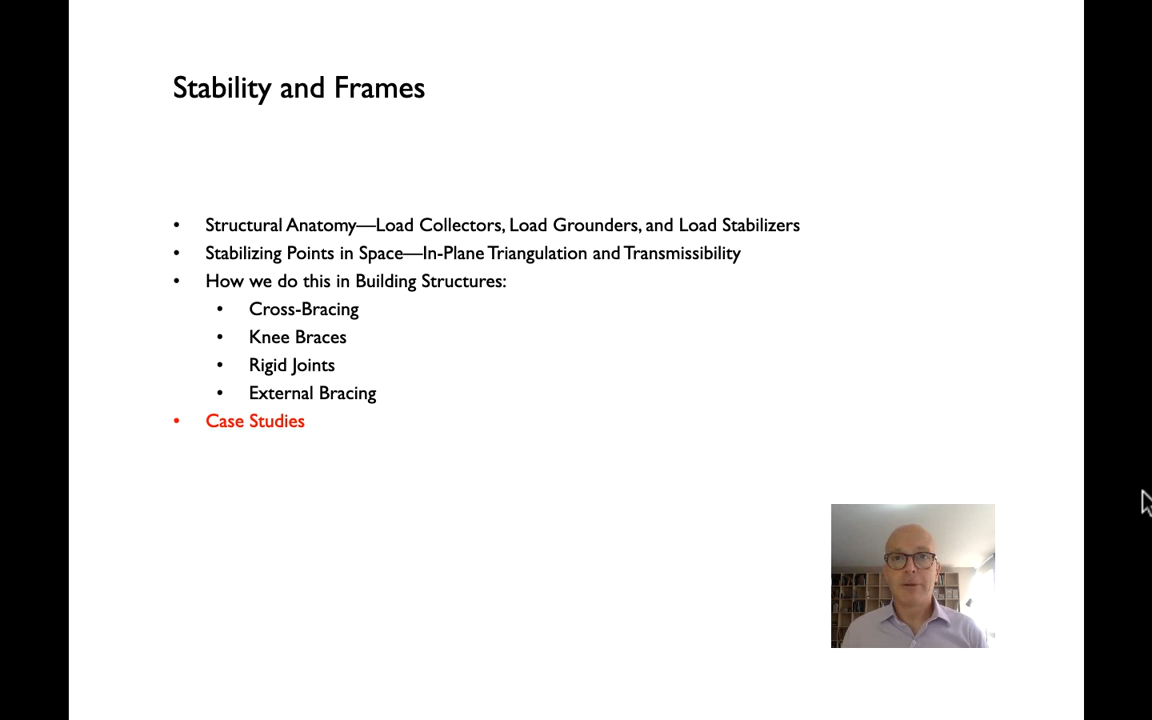 Stability and Frames
• Structural Anatomy—Load Collectors, Load Grounders, and Load Stabilizers
• Stabilizing Points in Space—In-Plane Triangulation and Transmissibility
• How we do this in Building Structures:
• Cross-Bracing
• Knee Braces
• Rigid Joints
• External Bracing
• Case Studies